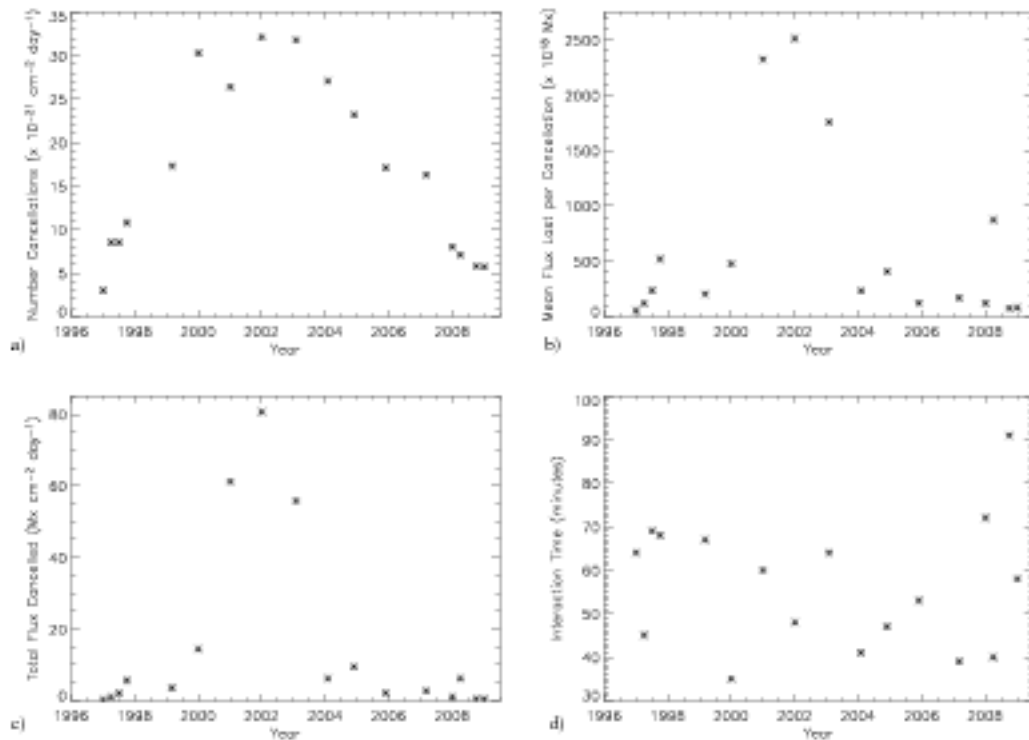 Number Cancellations (x 10⁻²¹ cm⁻² day⁻¹)
35
30
25
20
15
10
5
0
1996 1998 2000 2002 2004 2006 2008
Year
a)
Mean Flux Lost per Cancellation (x 10¹⁶ Mx)
2500
2000
1500
1000
500
0
1996 1998 2000 2002 2004 2006 2008
Year
b)
Total Flux Cancelled (Mx cm⁻² day⁻¹)
80
60
40
20
0
1996 1998 2000 2002 2004 2006 2008
Year
c)
Interaction Time (minutes)
100
90
80
70
60
50
40
30
1996 1998 2000 2002 2004 2006 2008
Year
d)